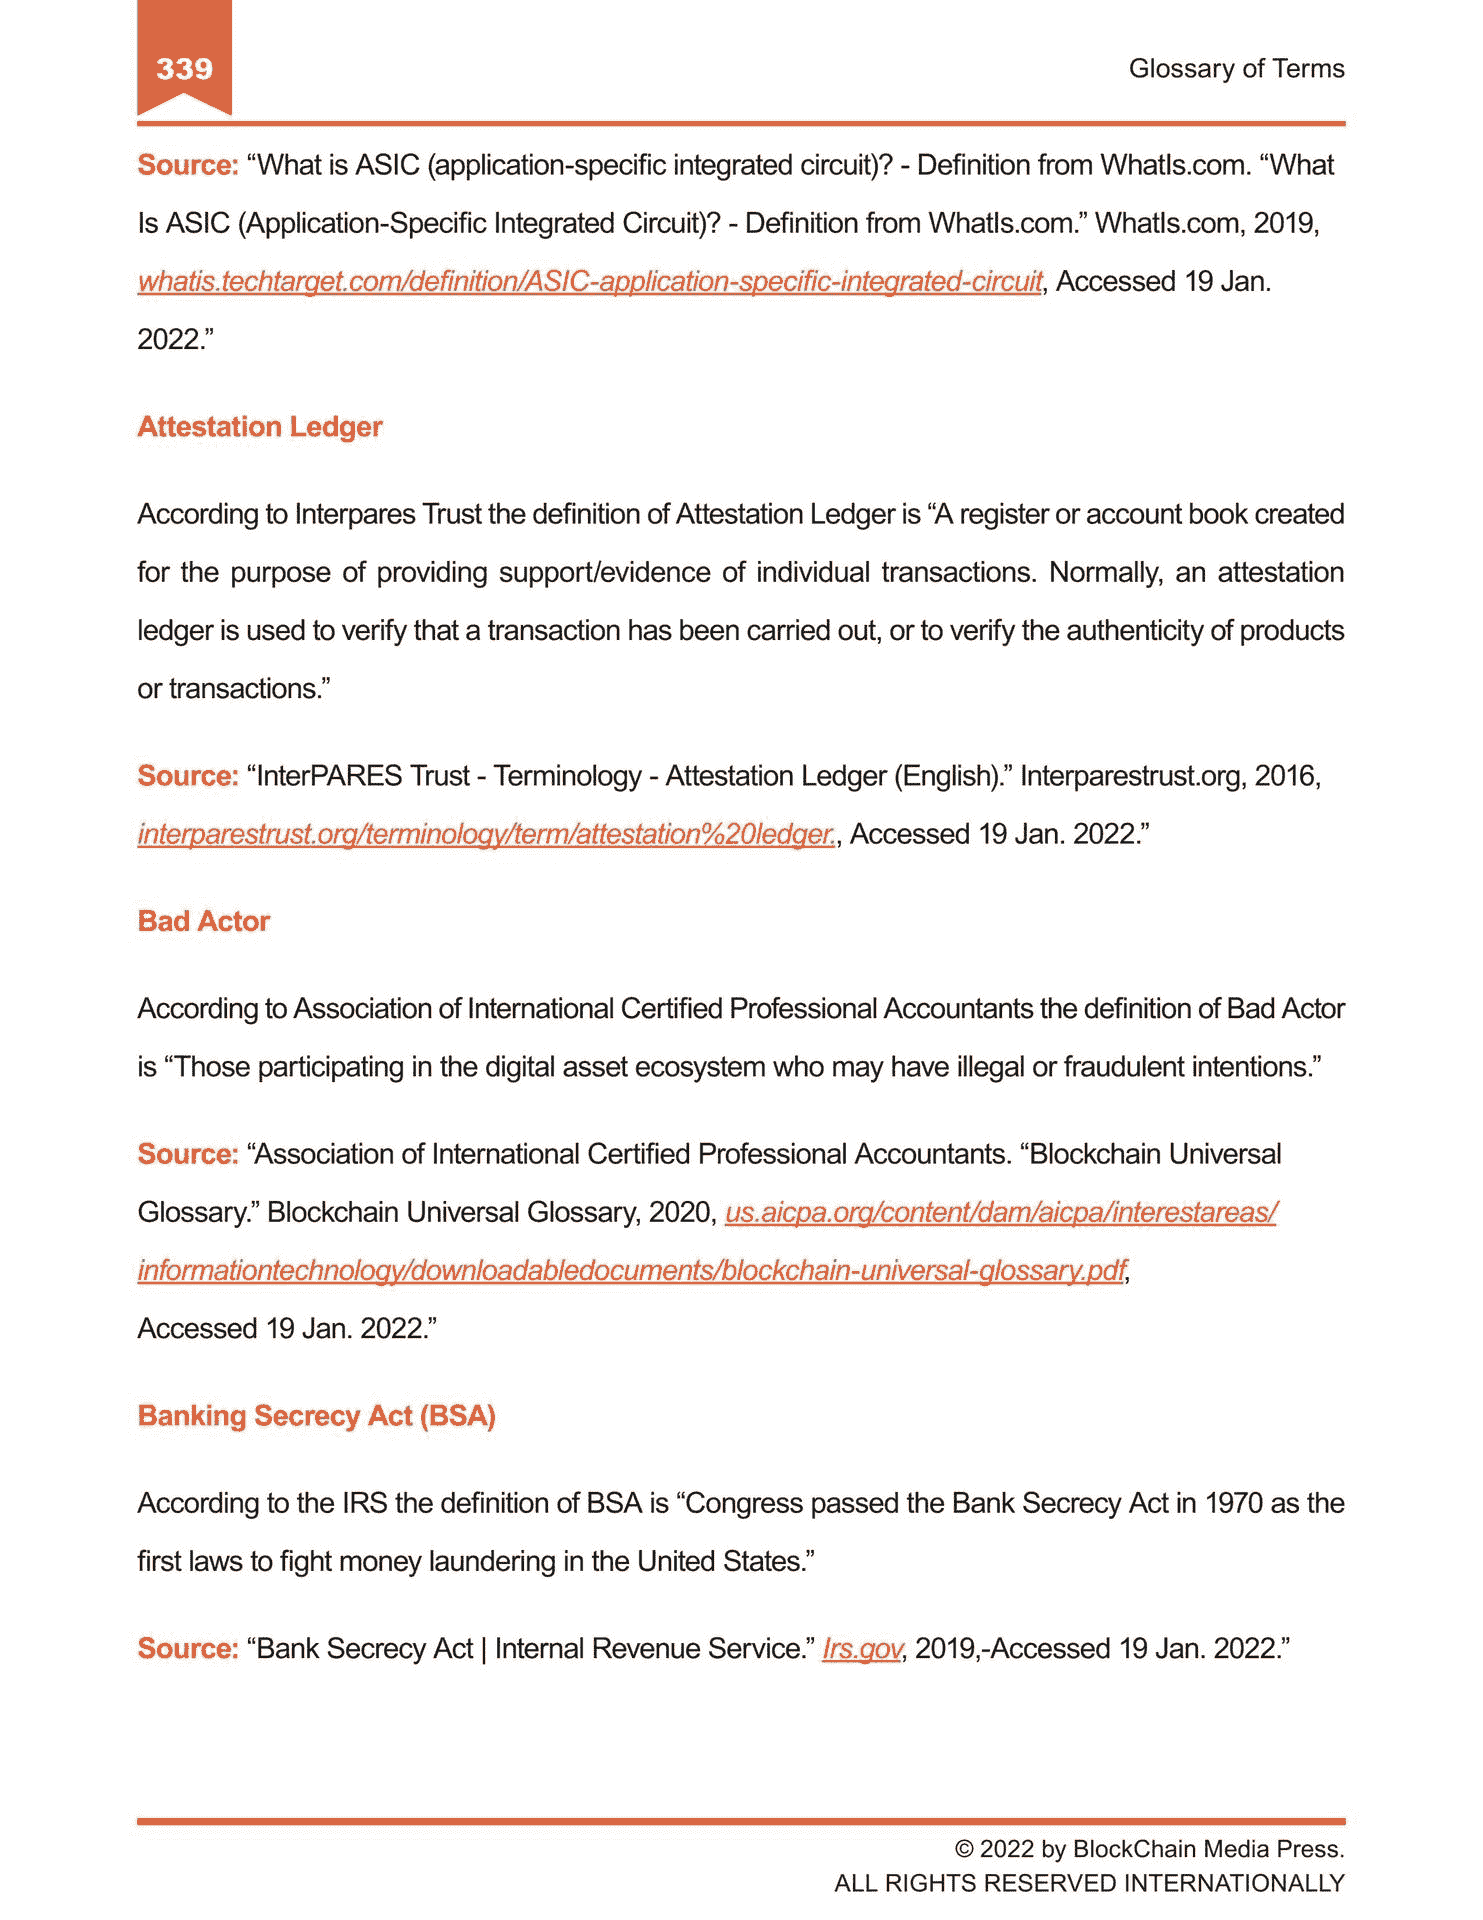 339
Glossary of Terms
Source: “What is ASIC (application-specific integrated circuit)? - Definition from WhatIs.com. “What
Is ASIC (Application-Specific Integrated Circuit)? - Definition from WhatIs.com.” WhatIs.com, 2019,
whatis.techtarget.com/definition/ASIC-application-specific-integrated-circuit, Accessed 19 Jan.
2022.”
Attestation Ledger
According to Interpares Trust the definition of Attestation Ledger is “A register or account book created
for the purpose of providing support/evidence of individual transactions. Normally, an attestation
ledger is used to verify that a transaction has been carried out, or to verify the authenticity of products
or transactions.”
Source: “InterPARES Trust - Terminology - Attestation Ledger (English).” Interparestrust.org, 2016,
interparestrust.org/terminology/term/attestation%20ledger., Accessed 19 Jan. 2022.”
Bad Actor
According to Association of International Certified Professional Accountants the definition of Bad Actor
is “Those participating in the digital asset ecosystem who may have illegal or fraudulent intentions.”
Source: “Association of International Certified Professional Accountants. “Blockchain Universal
Glossary.” Blockchain Universal Glossary, 2020, us.aicpa.org/content/dam/aicpa/interestareas/
informationtechnology/downloadabledocuments/blockchain-universal-glossary.pdf,
Accessed 19 Jan. 2022.”
Banking Secrecy Act (BSA)
According to the IRS the definition of BSA is “Congress passed the Bank Secrecy Act in 1970 as the
first laws to fight money laundering in the United States.”
Source: “Bank Secrecy Act | Internal Revenue Service.” Irs.gov, 2019,-Accessed 19 Jan. 2022.”
© 2022 by BlockChain Media Press.
ALL RIGHTS RESERVED INTERNATIONALLY